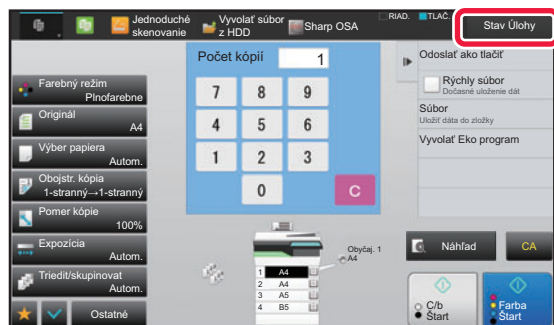 Jednoduché
skenovanie
Vyvolať súbor
z HDD
Sharp OSA
RIAD.
TLAČ.
Stav Úlohy
Počet kópií
1
Odoslať ako tlačiť
Rýchly súbor
Dočasné uloženie dát
Súbor
Uložiť dáta do zložky
Vyvolať Eko program
Farebný režim
Plnofarebne
Originál
A4
Výber papiera
Autom.
Obojstr. kópia
1-stranný→1-stranný
Pomer kópie
100%
Expozícia
Autom.
Triediť/skupinovat
Autom.
Ostatné
7 8 9
4 5 6
1 2 3
0 C
Obyčaj. 1
A4
1 A4
2 A4
3 A5
4 B5
Náhľad
CA
C/b
Štart
Farba
Štart